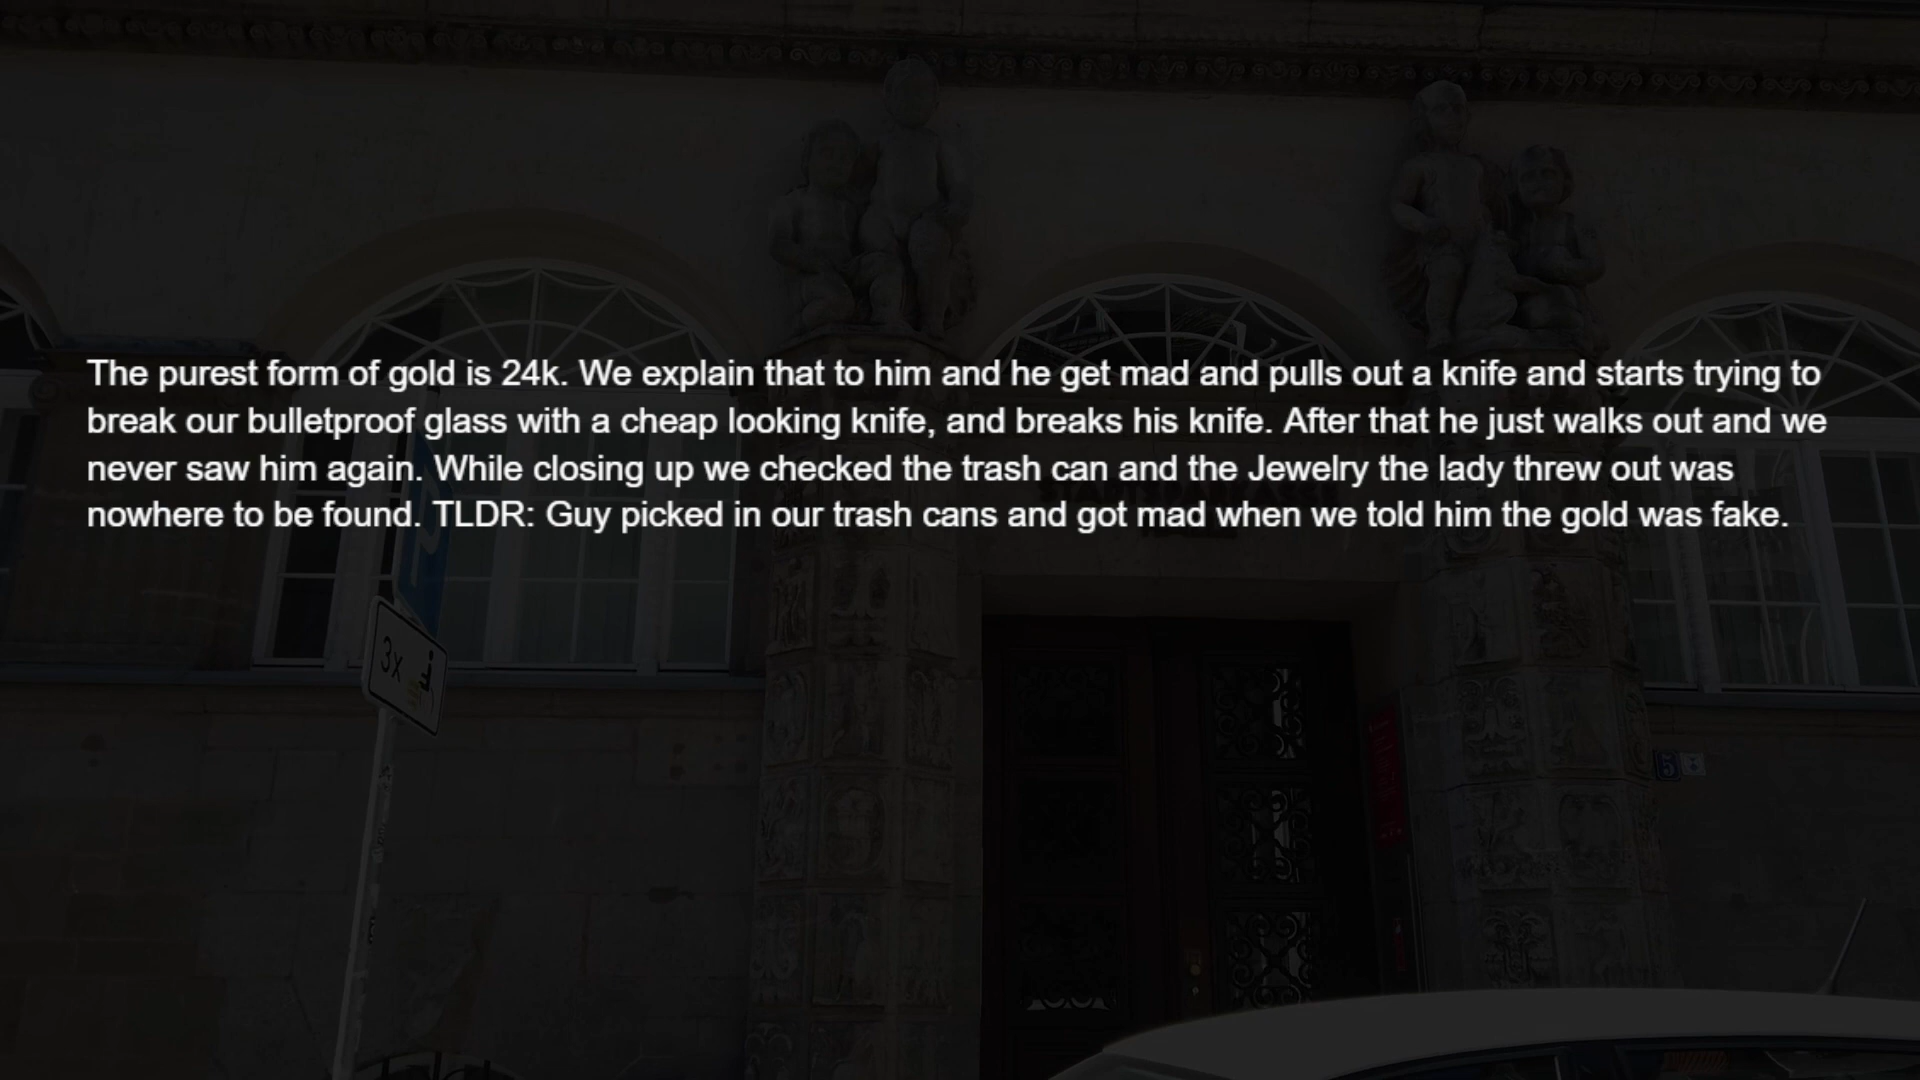 The purest form of gold is 24k. We explain that to him and he get mad and pulls out a knife and starts trying to
break our bulletproof glass with a cheap looking knife, and breaks his knife. After that he just walks out and we
never saw him again. While closing up we checked the trash can and the Jewelry the lady threw out was
nowhere to be found. TLDR: Guy picked in our trash cans and got mad when we told him the gold was fake.
3x
5